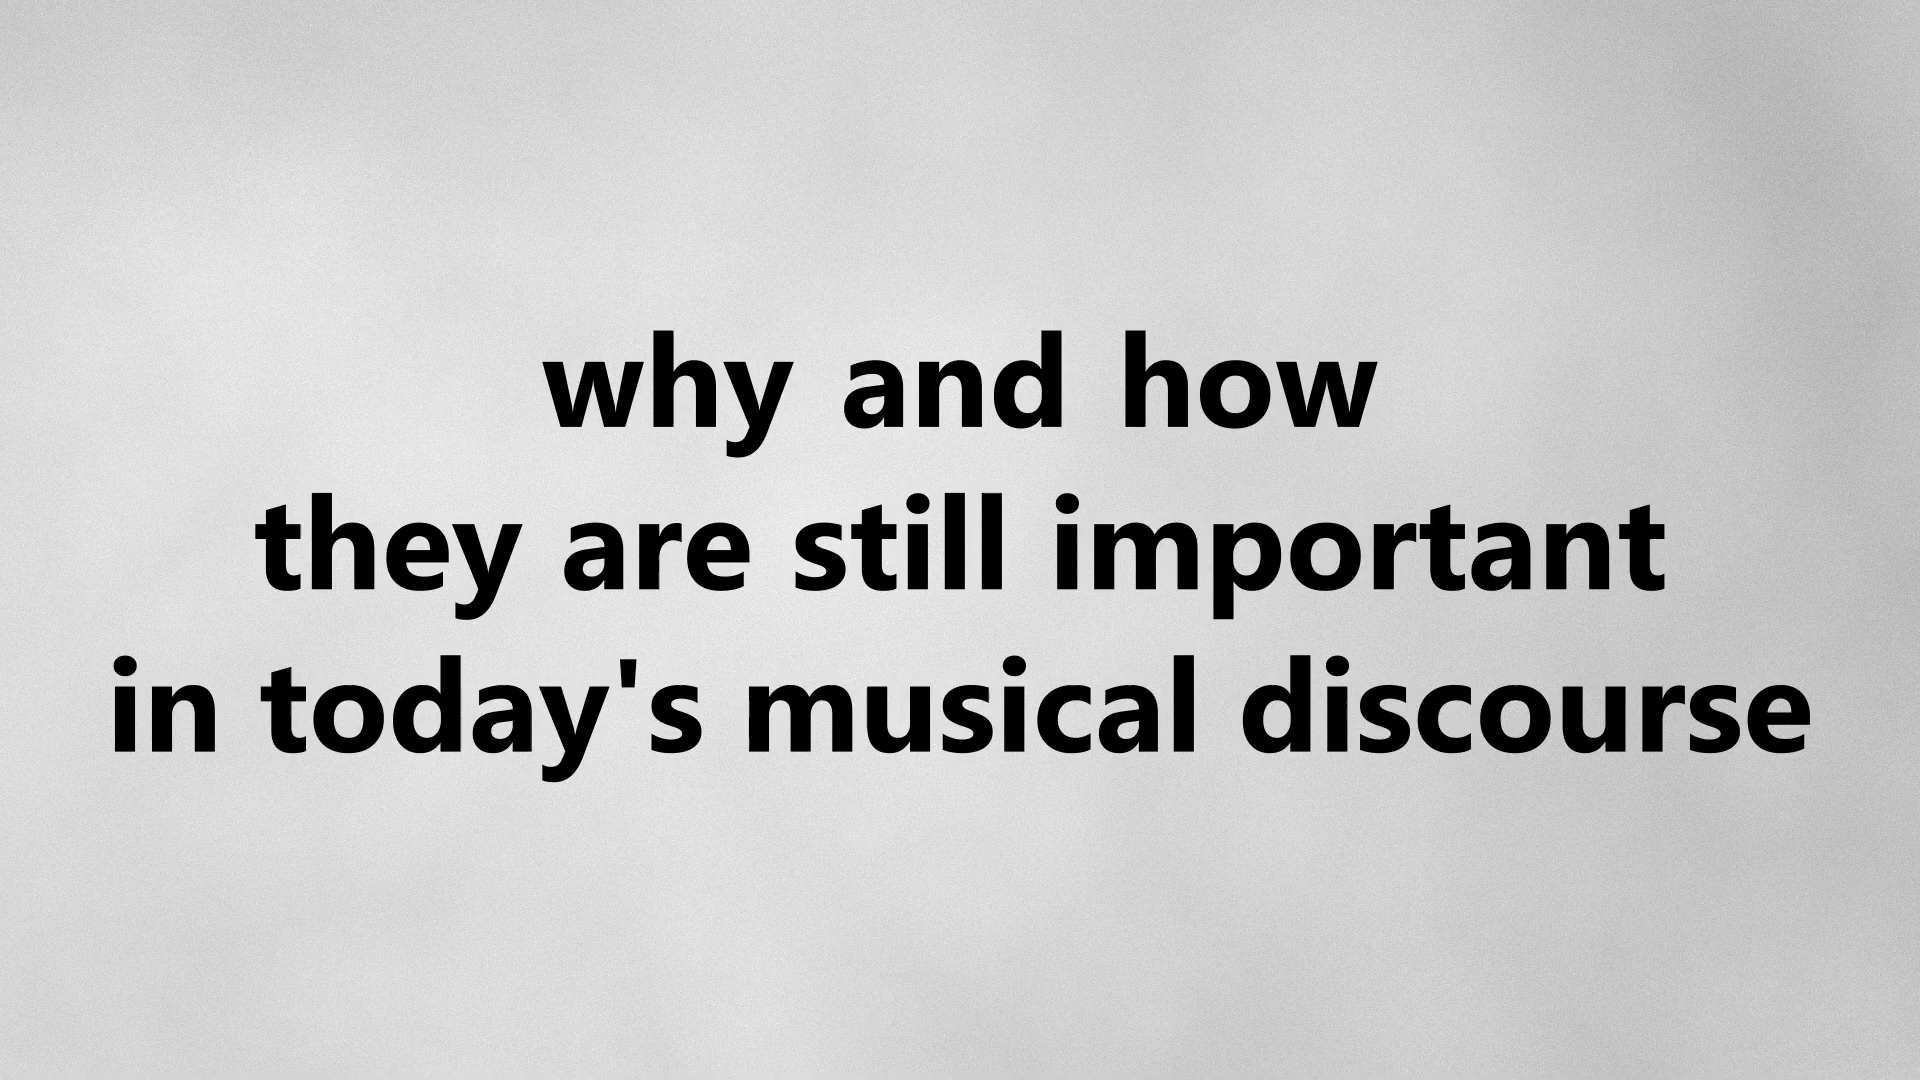 why and how
they are still important
in today's musical discourse